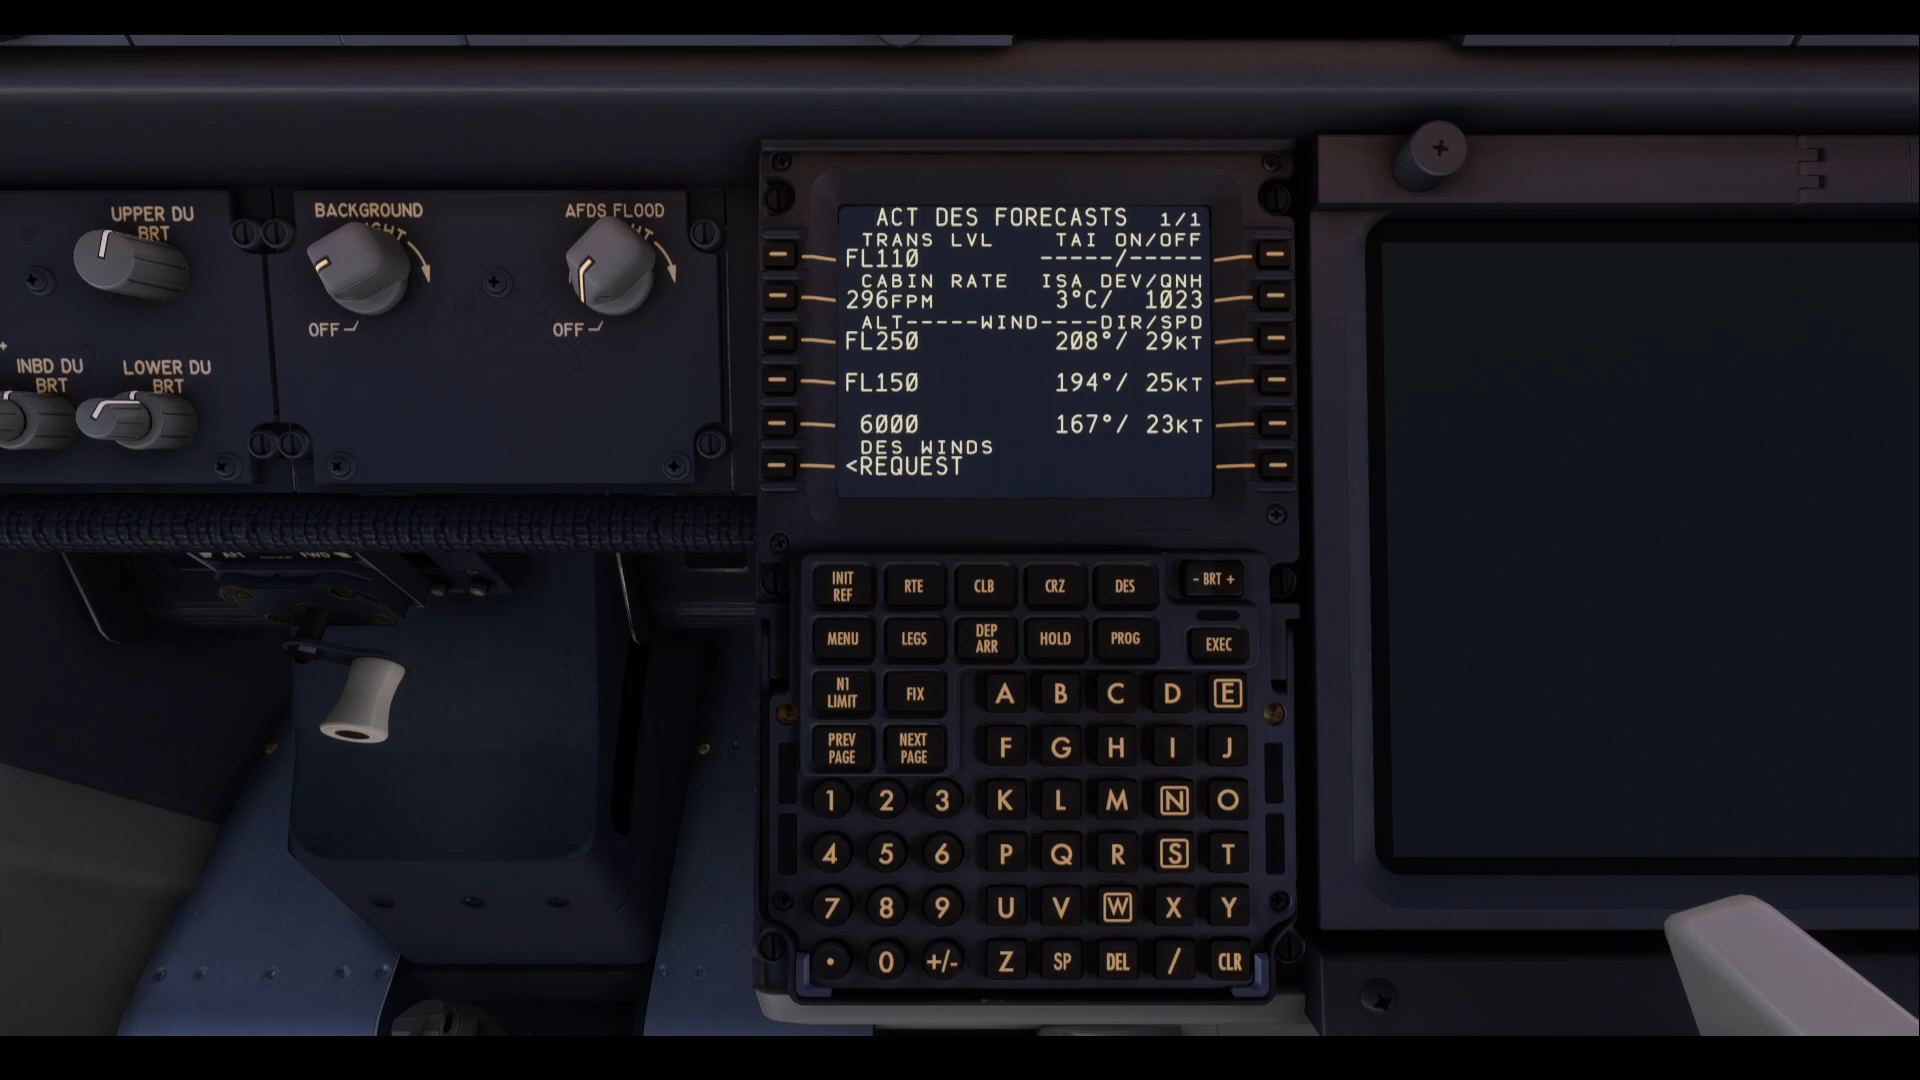 UPPER DU
BRT
BACKGROUND
AFDS FLOOD
OFF
OFF
INBD DU
BRT
LOWER DU
BRT
ACT DES FORECASTS 1/1
TRANS LVL TAI ON/OFF
FL110 -----/-----
CABIN RATE ISA DEV/QNH
296FPM 3°C/ 1023
ALT-----WIND----DIR/SPD
FL250 208°/ 29KT
FL150 194°/ 25KT
6000 167°/ 23KT
DES WINDS
<REQUEST
INIT
REF
RTE
CLB
CRZ
DES
- BRT +
MENU
LEGS
DEP
ARR
HOLD
PROG
EXEC
N1
LIMIT
FIX
A B C D E
PREV
PAGE
NEXT
PAGE
F G H I J
1 2 3 K L M N O
4 5 6 P Q R S T
7 8 9 U V W X Y
. 0 +/- Z SP DEL / CLR